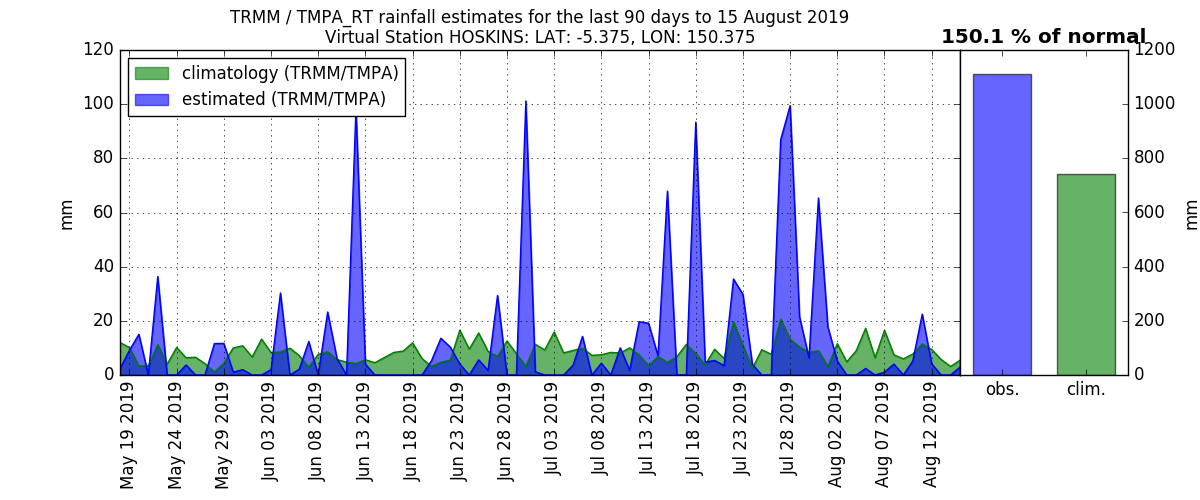 TRMM / TMPA_RT rainfall estimates for the last 90 days to 15 August 2019
Virtual Station HOSKINS: LAT: -5.375, LON: 150.375
150.1 % of normal
climatology (TRMM/TMPA)
estimated (TRMM/TMPA)
mm
120
100
80
60
40
20
0
May 19 2019
May 24 2019
May 29 2019
Jun 03 2019
Jun 08 2019
Jun 13 2019
Jun 18 2019
Jun 23 2019
Jun 28 2019
Jul 03 2019
Jul 08 2019
Jul 13 2019
Jul 18 2019
Jul 23 2019
Jul 28 2019
Aug 02 2019
Aug 07 2019
Aug 12 2019
obs.
clim.
1200
1000
800
600
400
200
0
mm